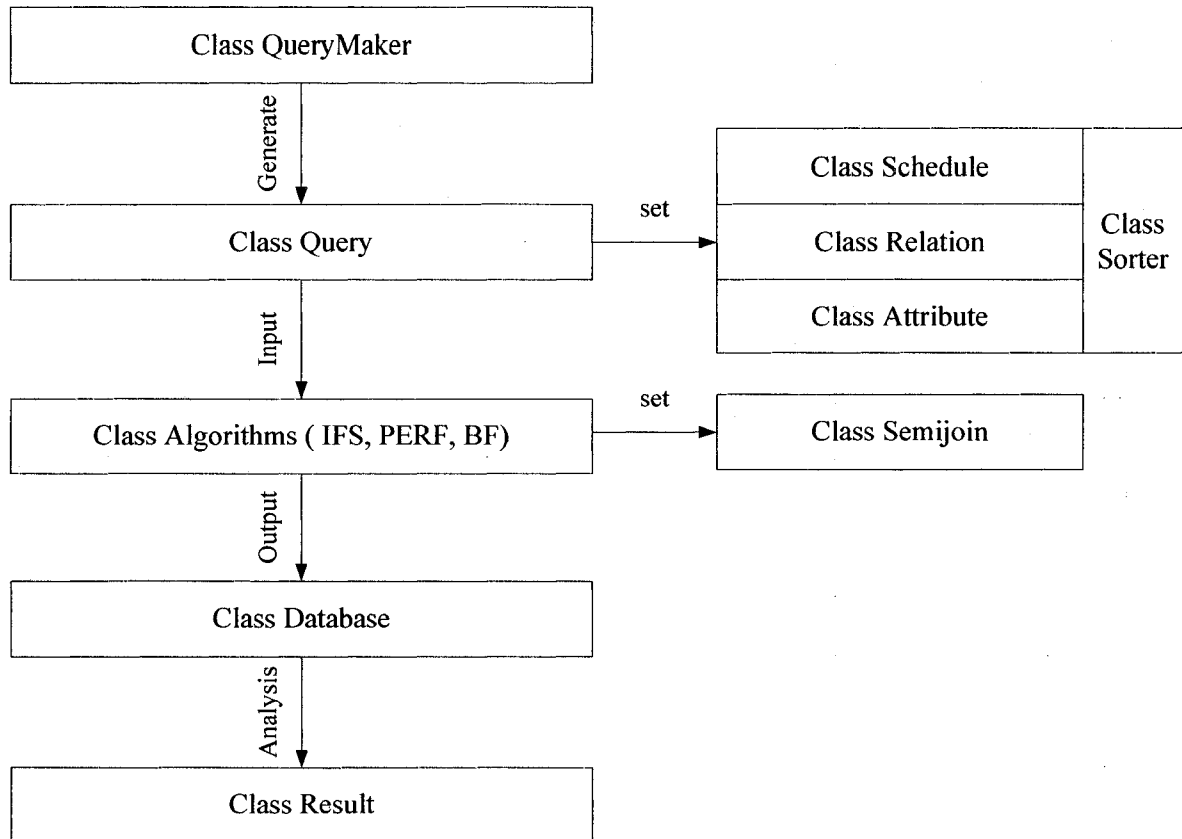 Class QueryMaker
Generate
Class Schedule
set
Class Query
Class Relation
Class
Sorter
Class Attribute
Input
set
Class Algorithms ( IFS, PERF, BF)
Class Semijoin
Output
Class Database
Analysis
Class Result